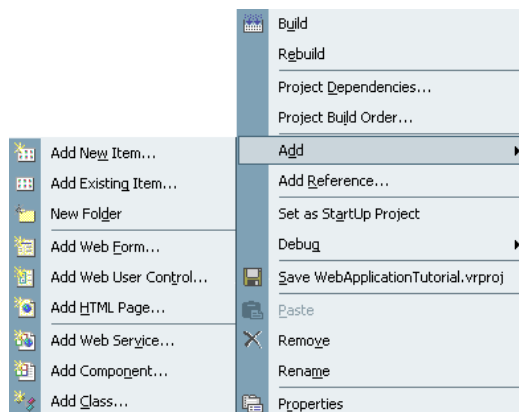 Build
Rebuild
Project Dependencies...
Project Build Order...
Add
Add Reference...
Set as StartUp Project
Debug
Save WebApplicationTutorial.vrproj
Paste
Remove
Rename
Properties
Add New Item...
Add Existing Item...
New Folder
Add Web Form...
Add Web User Control...
Add HTML Page...
Add Web Service...
Add Component...
Add Class...